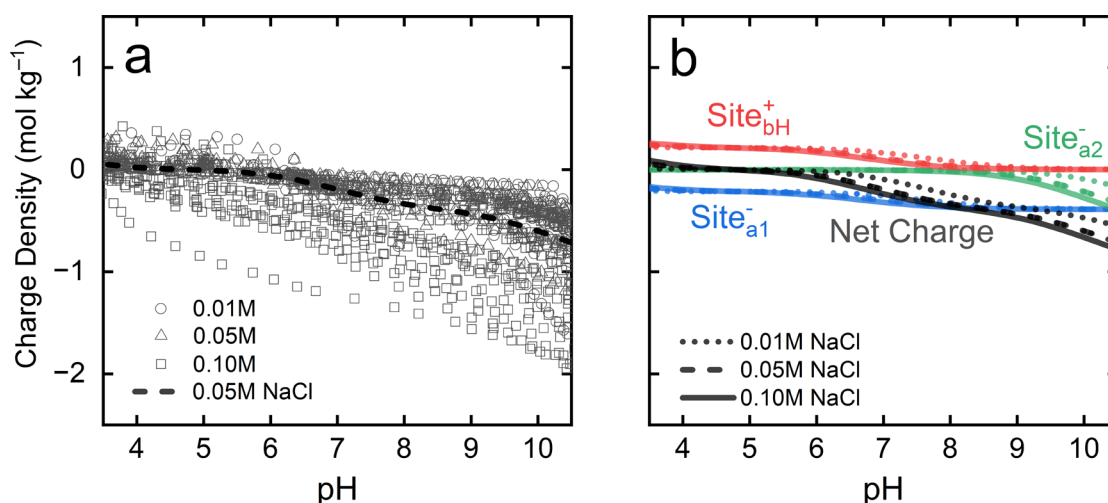 a
Charge Density (mol kg⁻¹)
1
0
−1
−2
0.01M
0.05M
0.10M
0.05M NaCl
4 5 6 7 8 9 10
pH
b
Site⁺bH
Site⁻a2
Site⁻a1
Net Charge
0.01M NaCl
0.05M NaCl
0.10M NaCl
4 5 6 7 8 9 10
pH